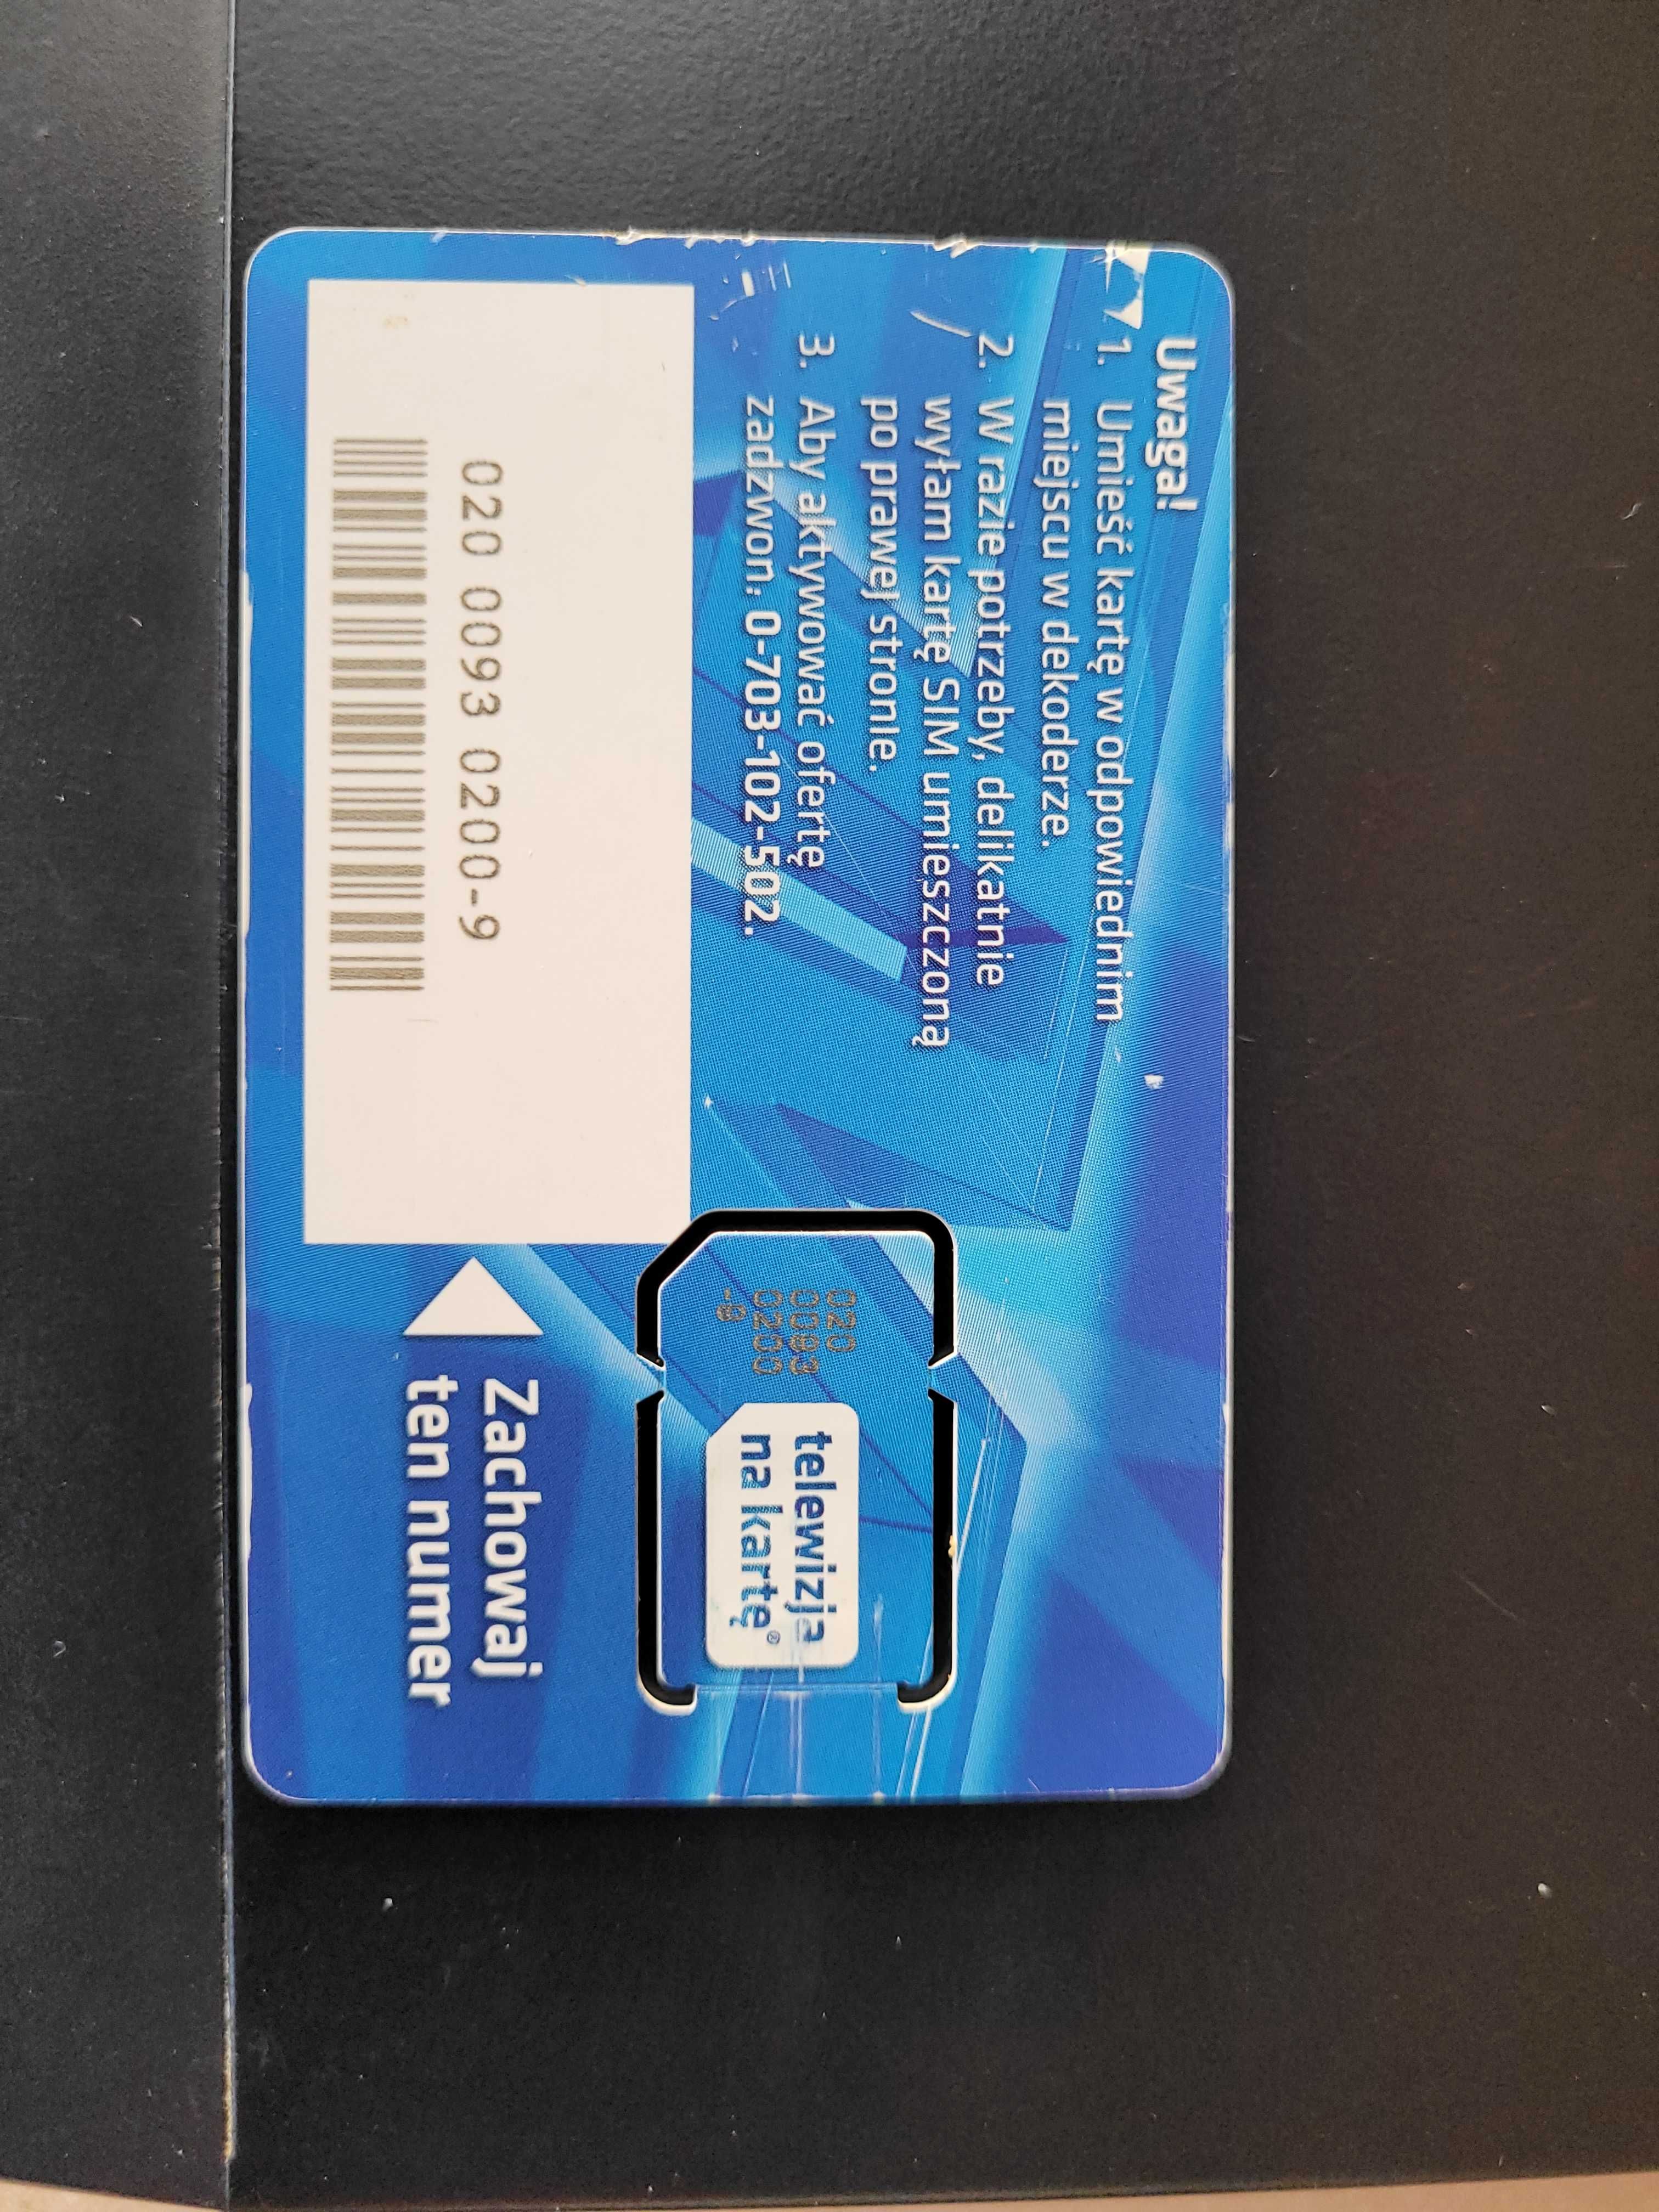 Uwaga!
1. Umieść kartę w odpowiednim
miejscu w dekoderze.
2. W razie potrzeby, delikatnie
wyłam kartę SIM umieszczoną
po prawej stronie.
3. Aby aktywować ofertę
zadzwoń: 0-703-102-502.
020 0093 0200-9
020
0093
0200
-9
telewizja
na kartę®
Zachowaj
ten numer